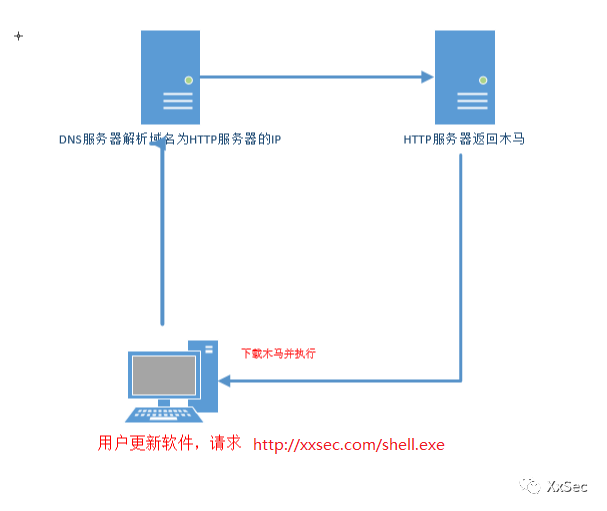 DNS服务器解析域名为HTTP服务器的IP
HTTP服务器返回木马
下载木马并执行
用户更新软件，请求 http://xxsec.com/shell.exe
XxSec